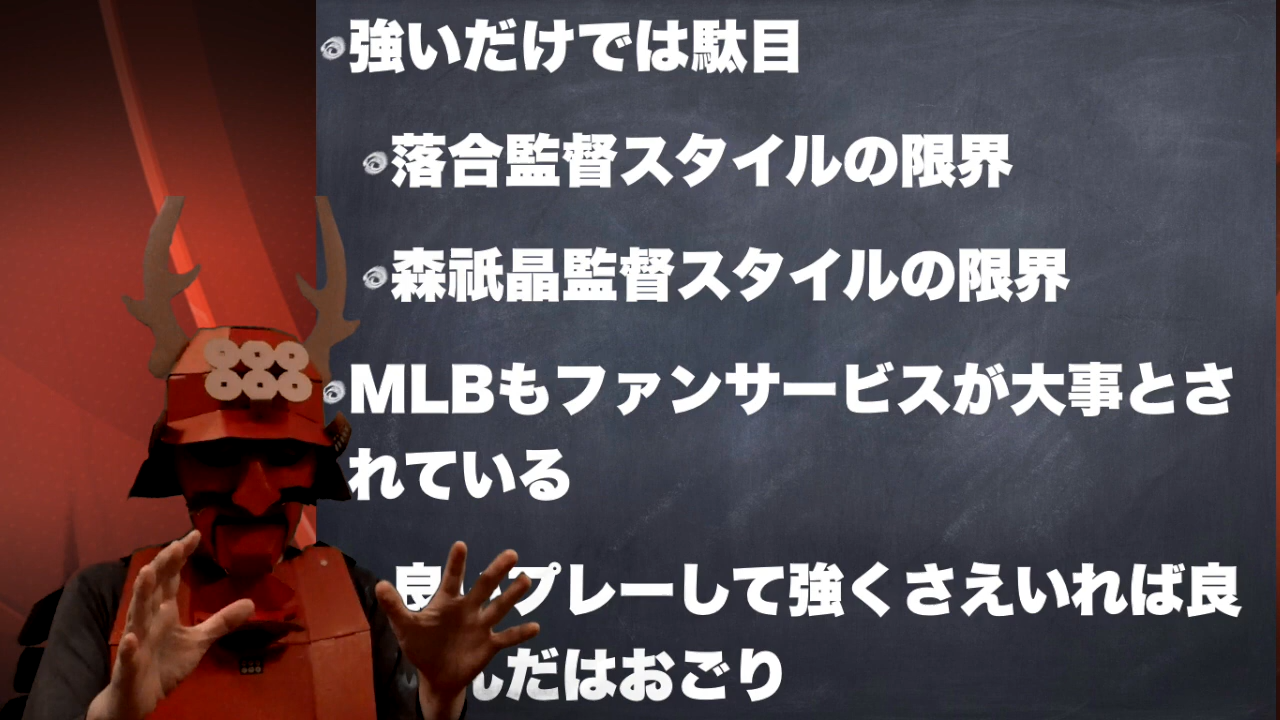 強いだけでは駄目
落合監督スタイルの限界
森祇晶監督スタイルの限界
MLBもファンサービスが大事とさ
れている
良いプレーして強くさえいれば良
んだはおごり